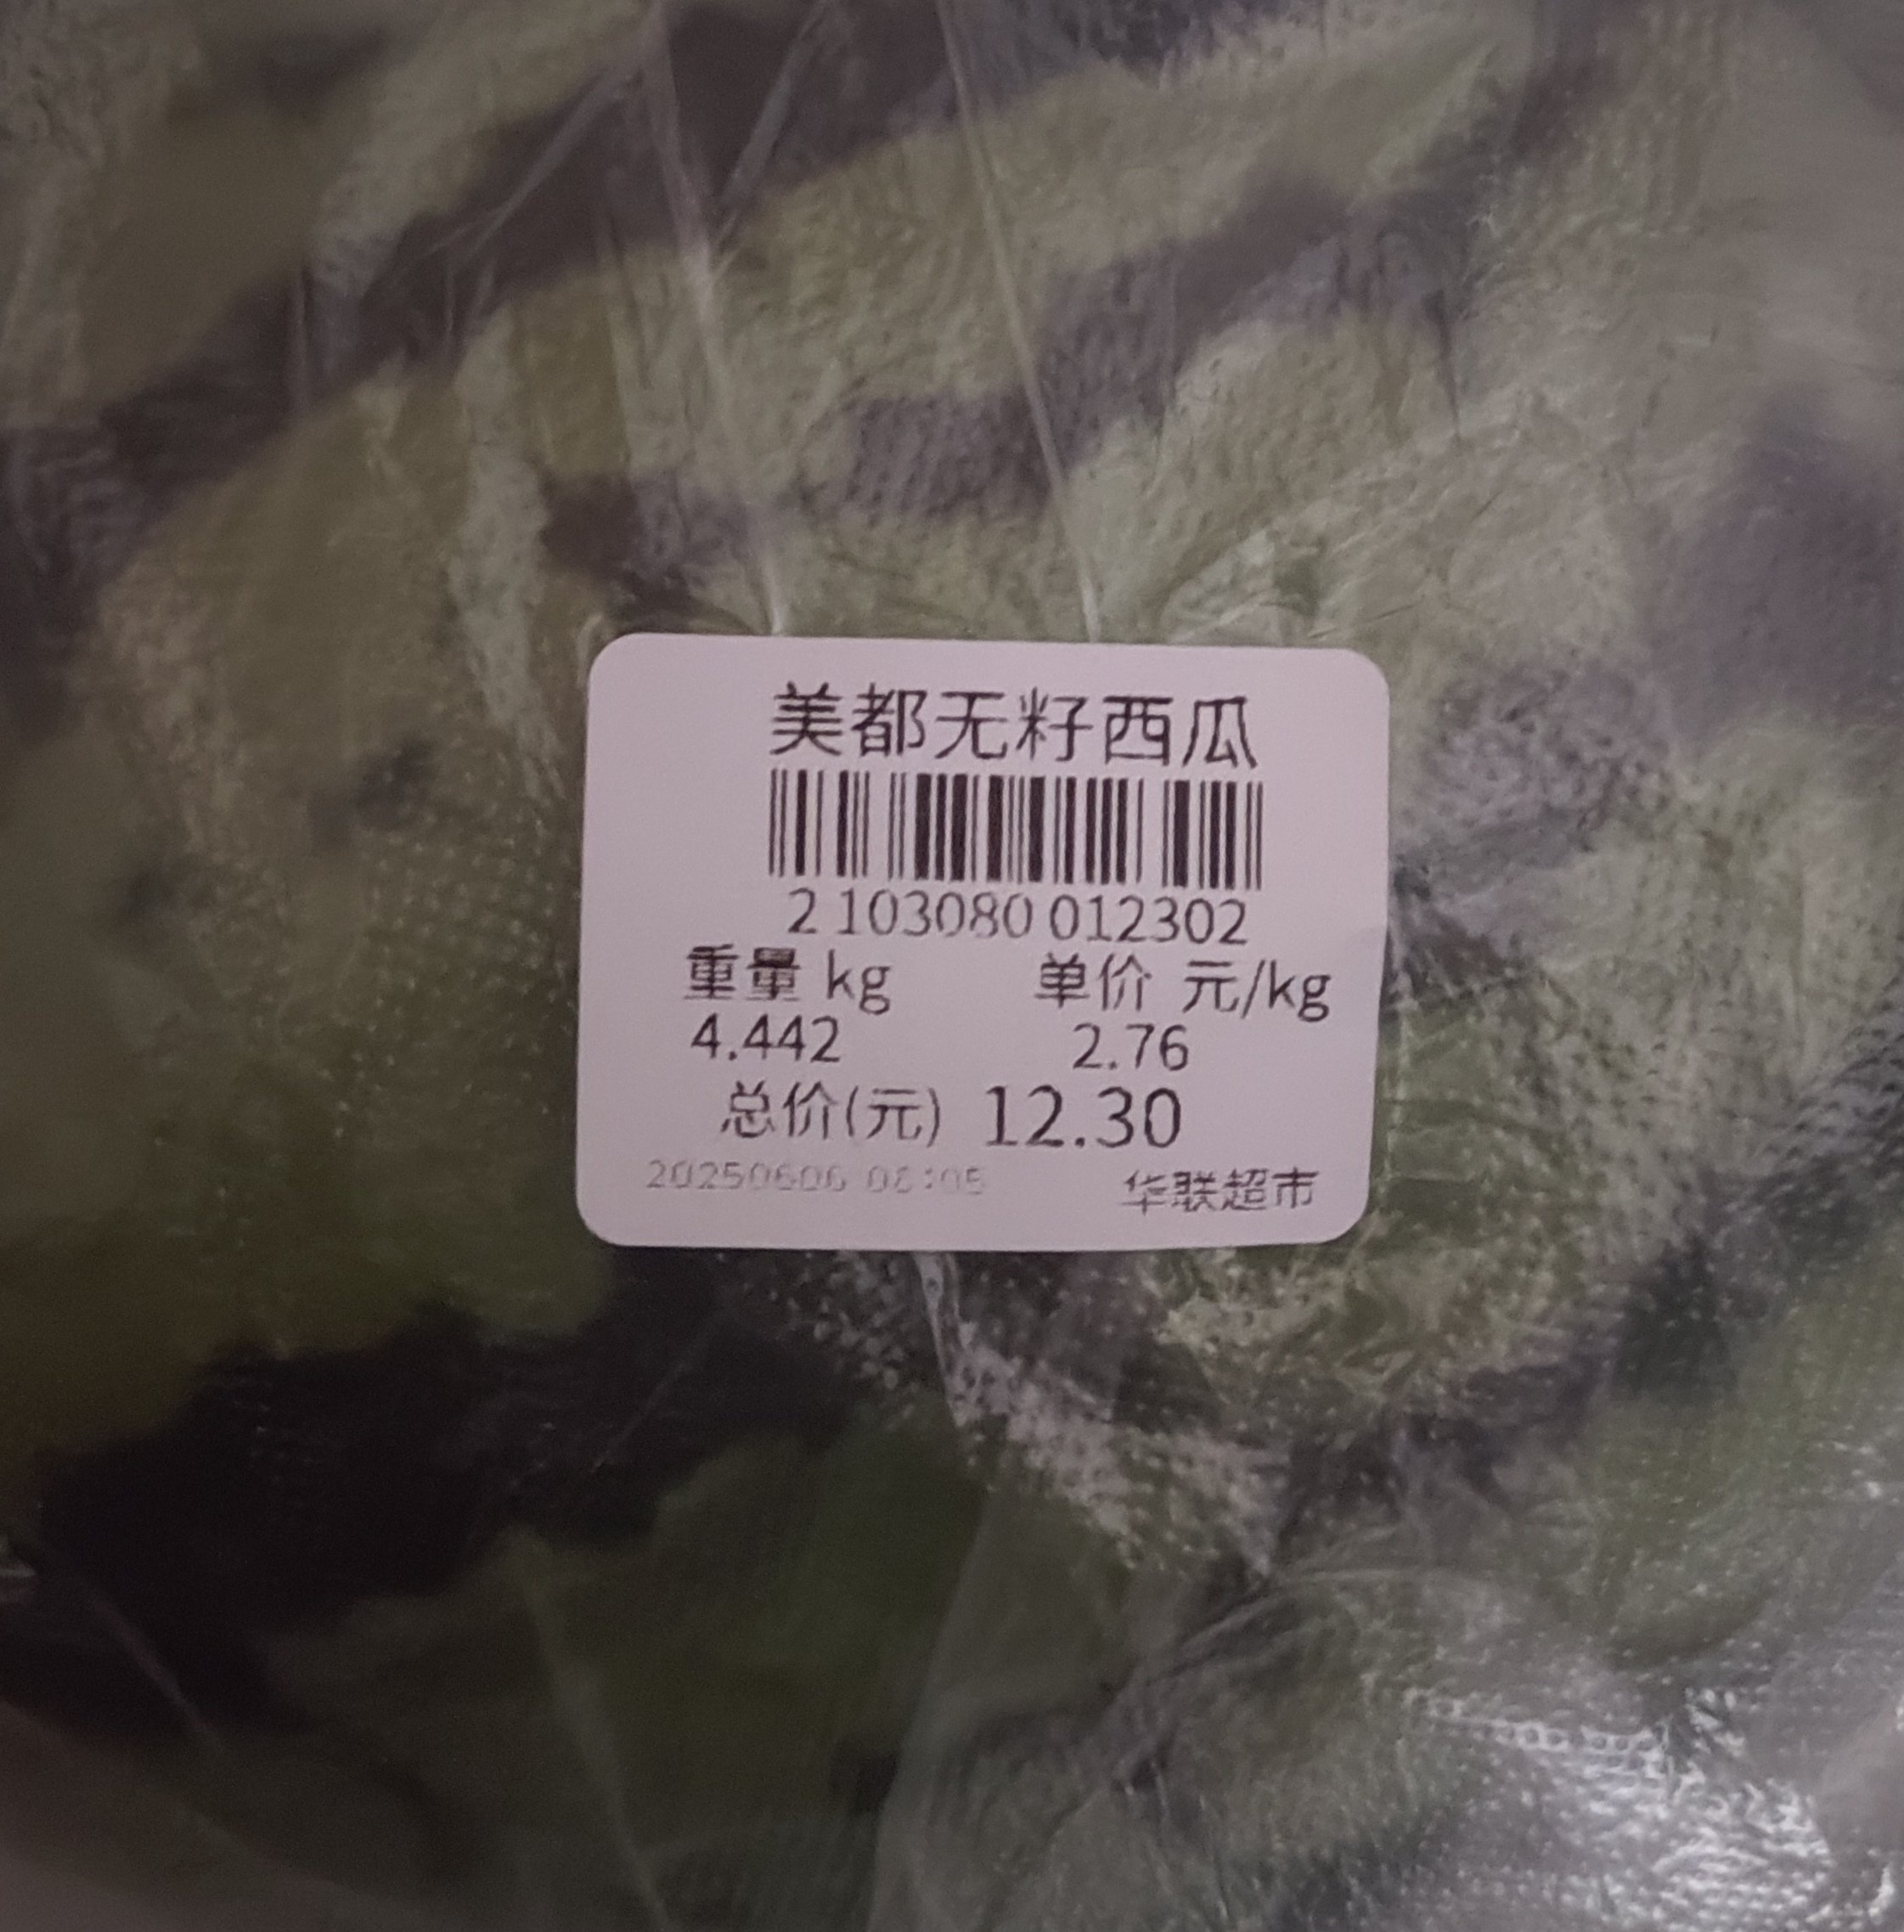 美都无籽西瓜
2 103080 012302
重量 kg 单价 元/kg
4.442 2.76
总价(元) 12.30
20250606 华联超市